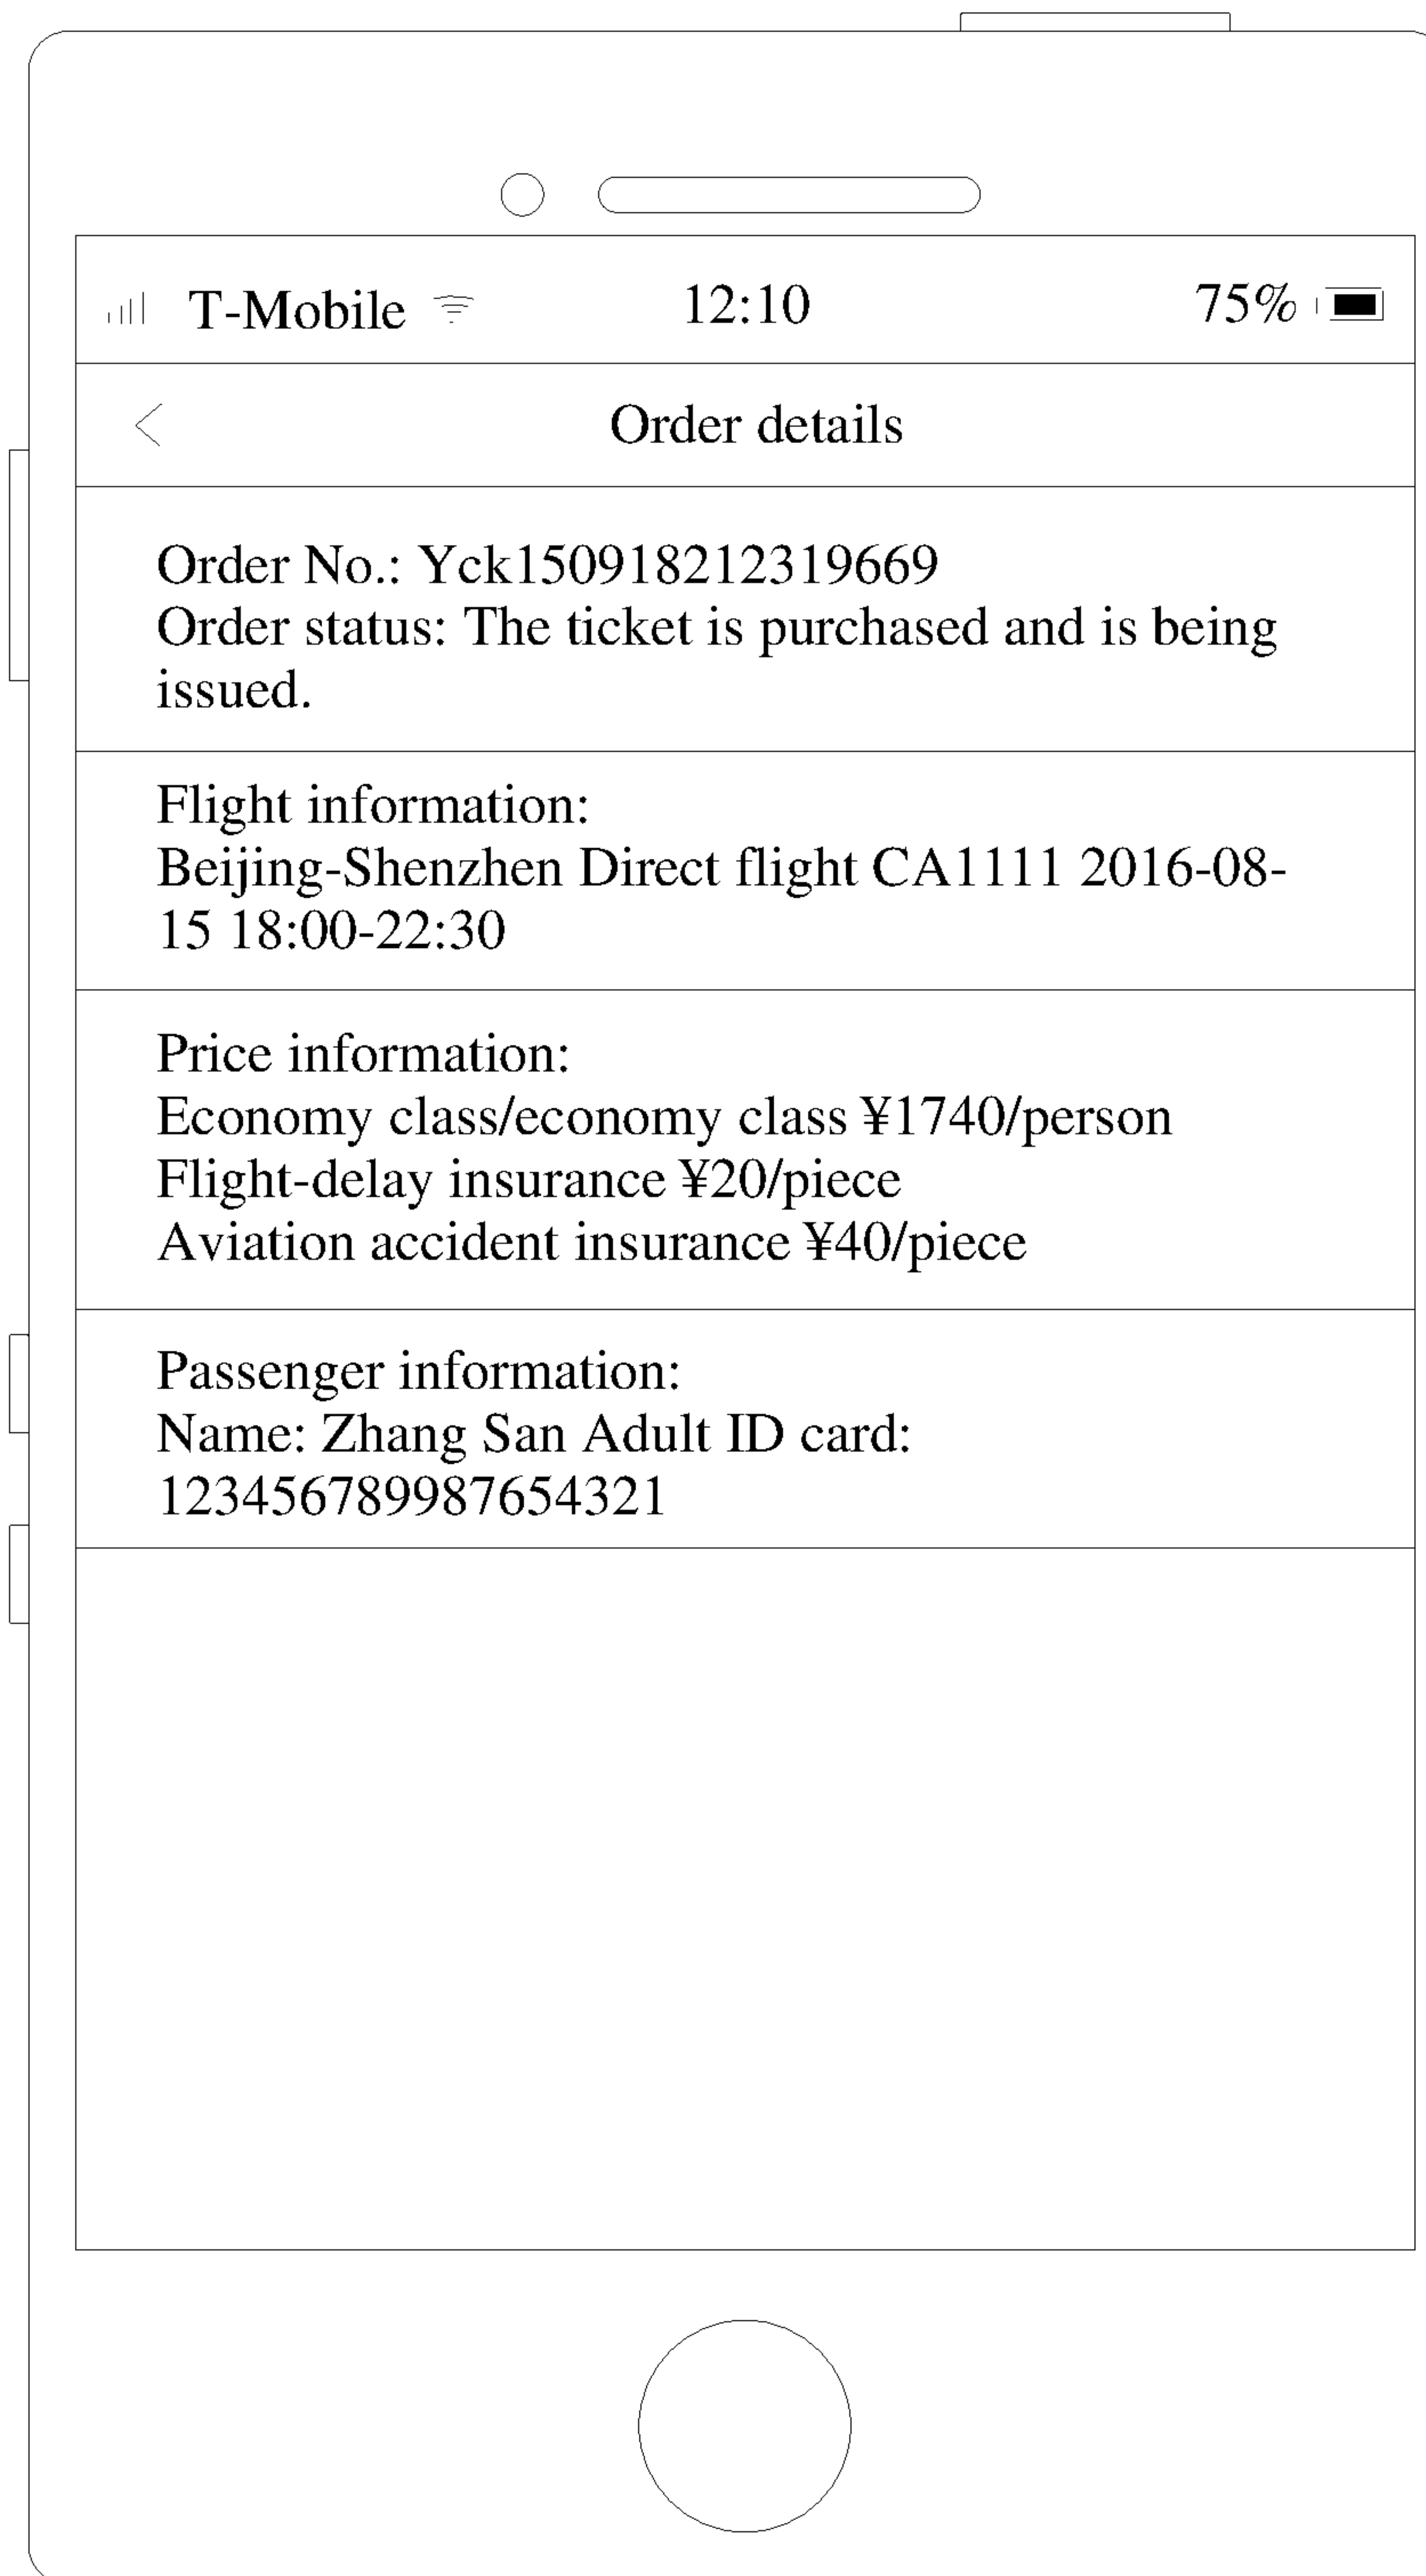 T-Mobile 12:10 75%
Order details
Order No.: Yck150918212319669
Order status: The ticket is purchased and is being
issued.
Flight information:
Beijing-Shenzhen Direct flight CA1111 2016-08-
15 18:00-22:30
Price information:
Economy class/economy class ¥1740/person
Flight-delay insurance ¥20/piece
Aviation accident insurance ¥40/piece
Passenger information:
Name: Zhang San Adult ID card:
123456789987654321